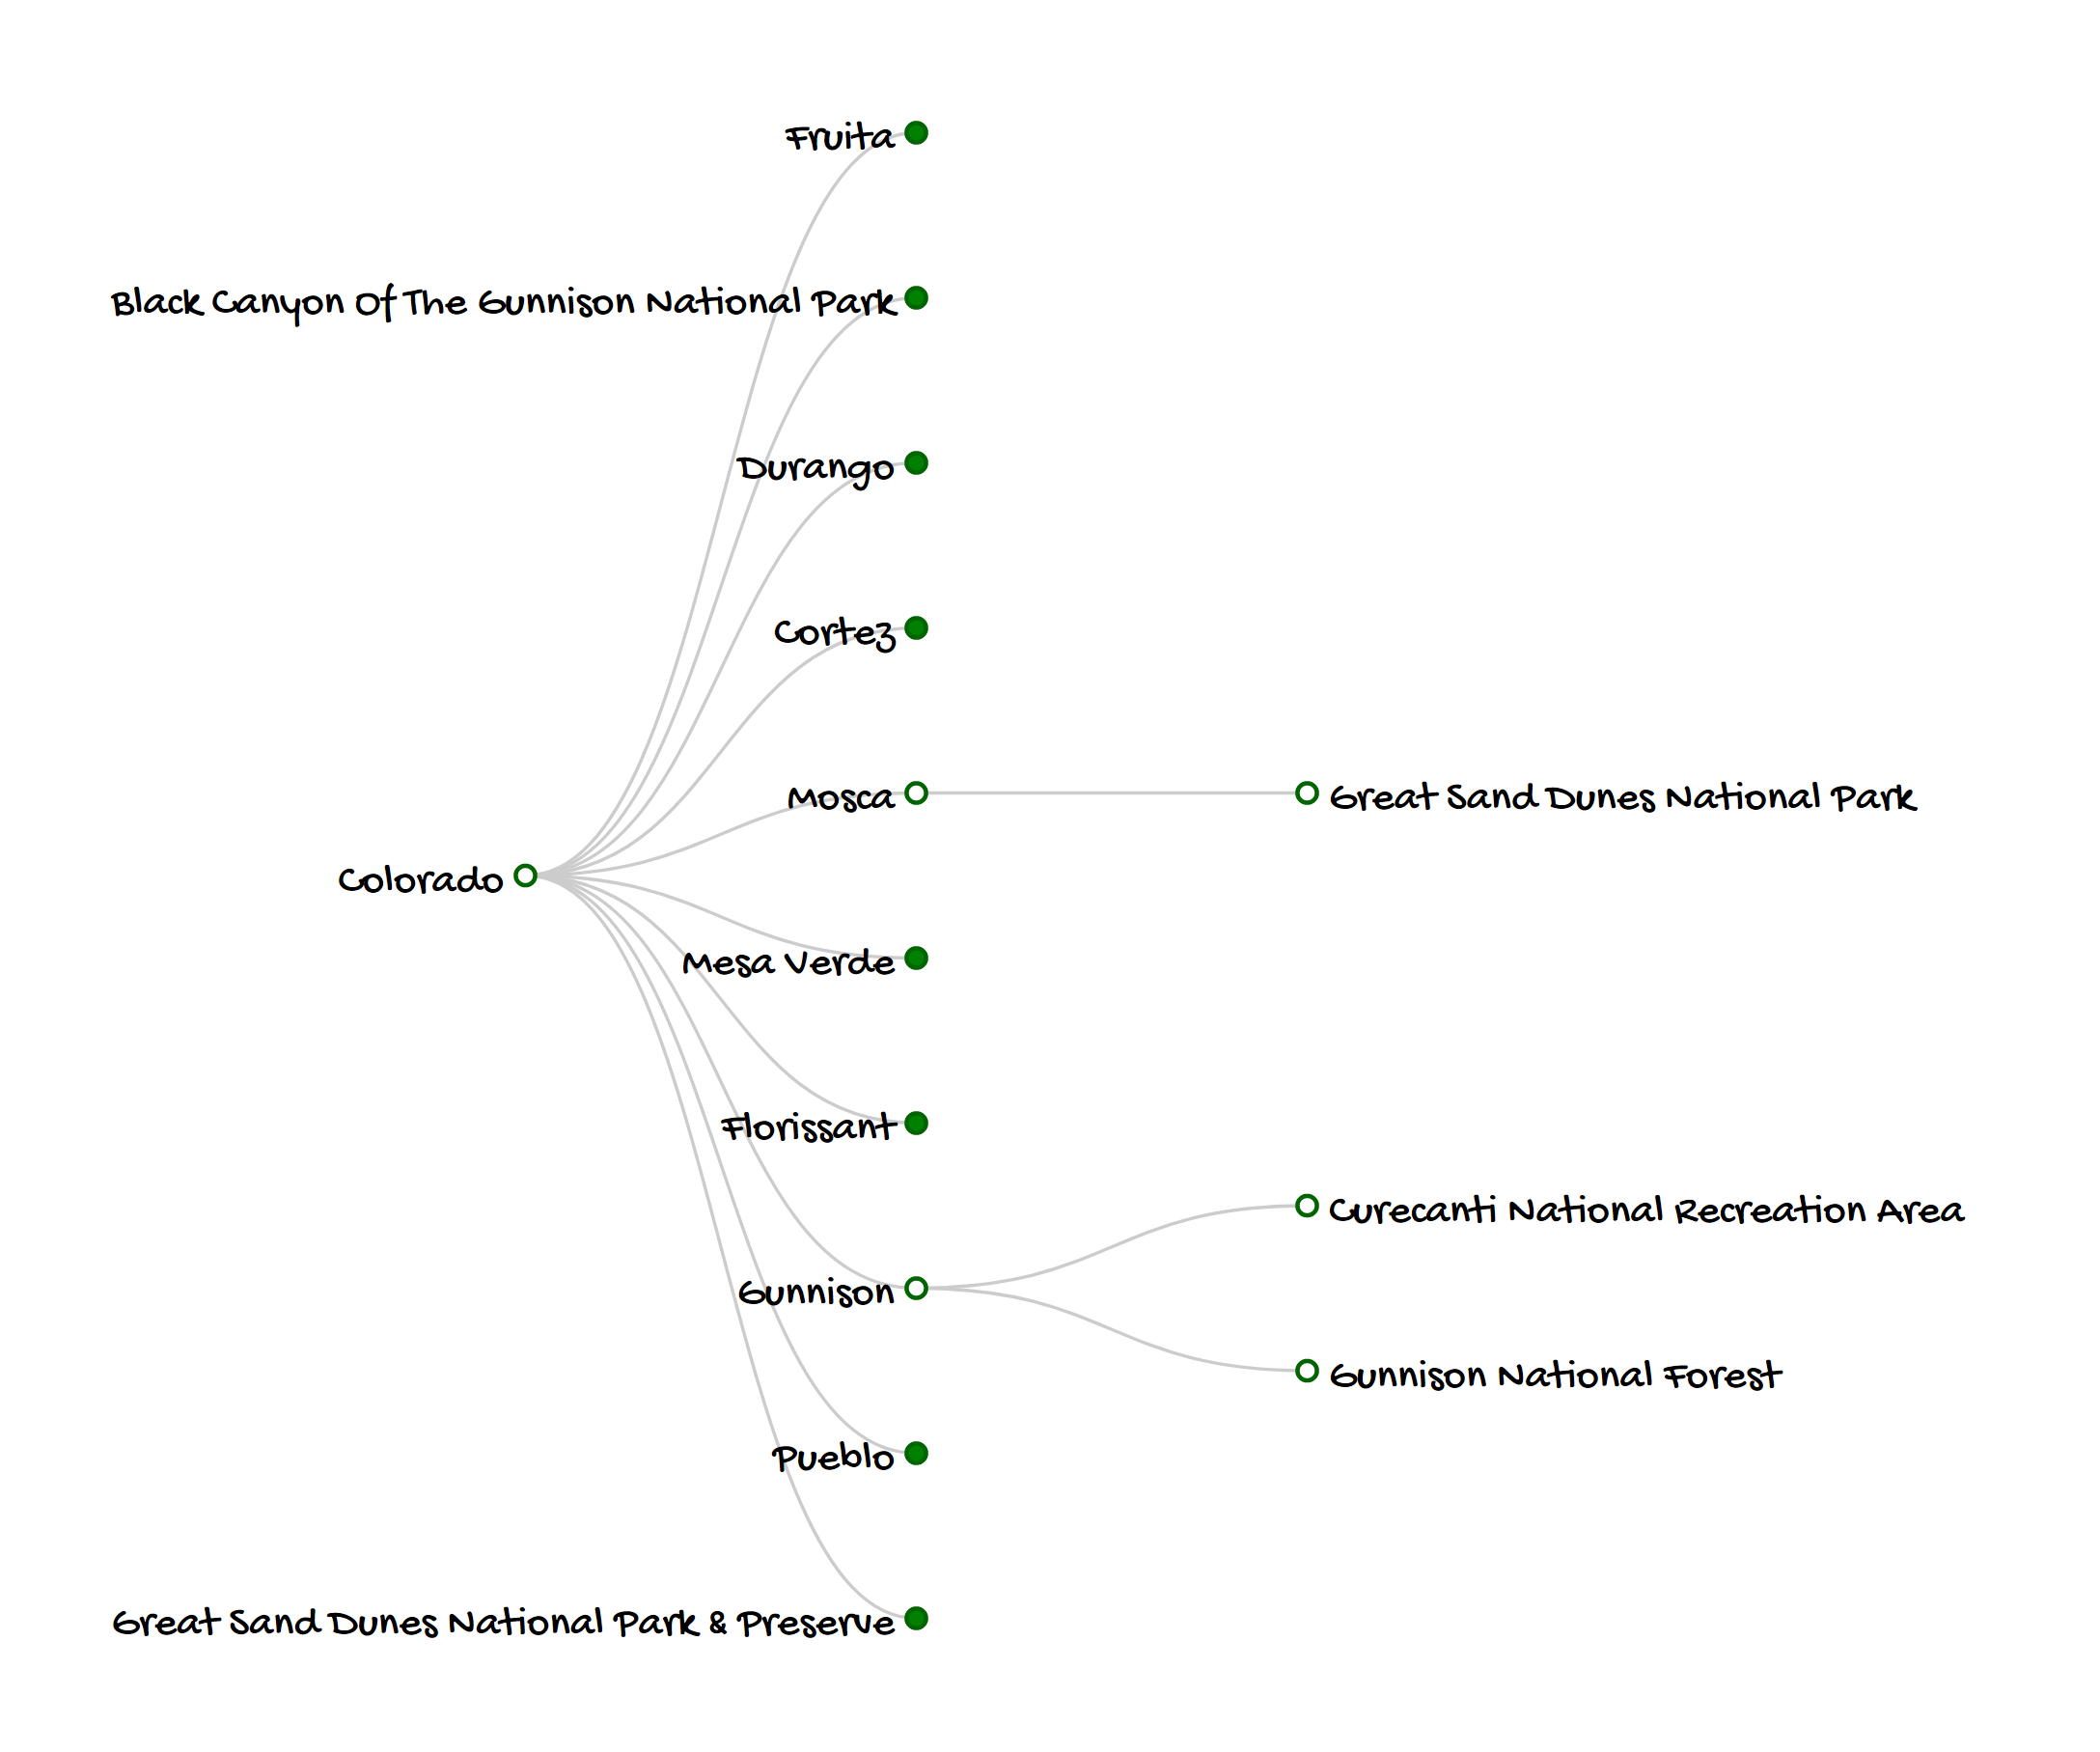 Fruita
Black Canyon Of The Gunnison National Park
Durango
Cortez
Mosca
Great Sand Dunes National Park
Colorado
Mesa Verde
Florissant
Curecanti National Recreation Area
Gunnison
Gunnison National Forest
Pueblo
Great Sand Dunes National Park & Preserve